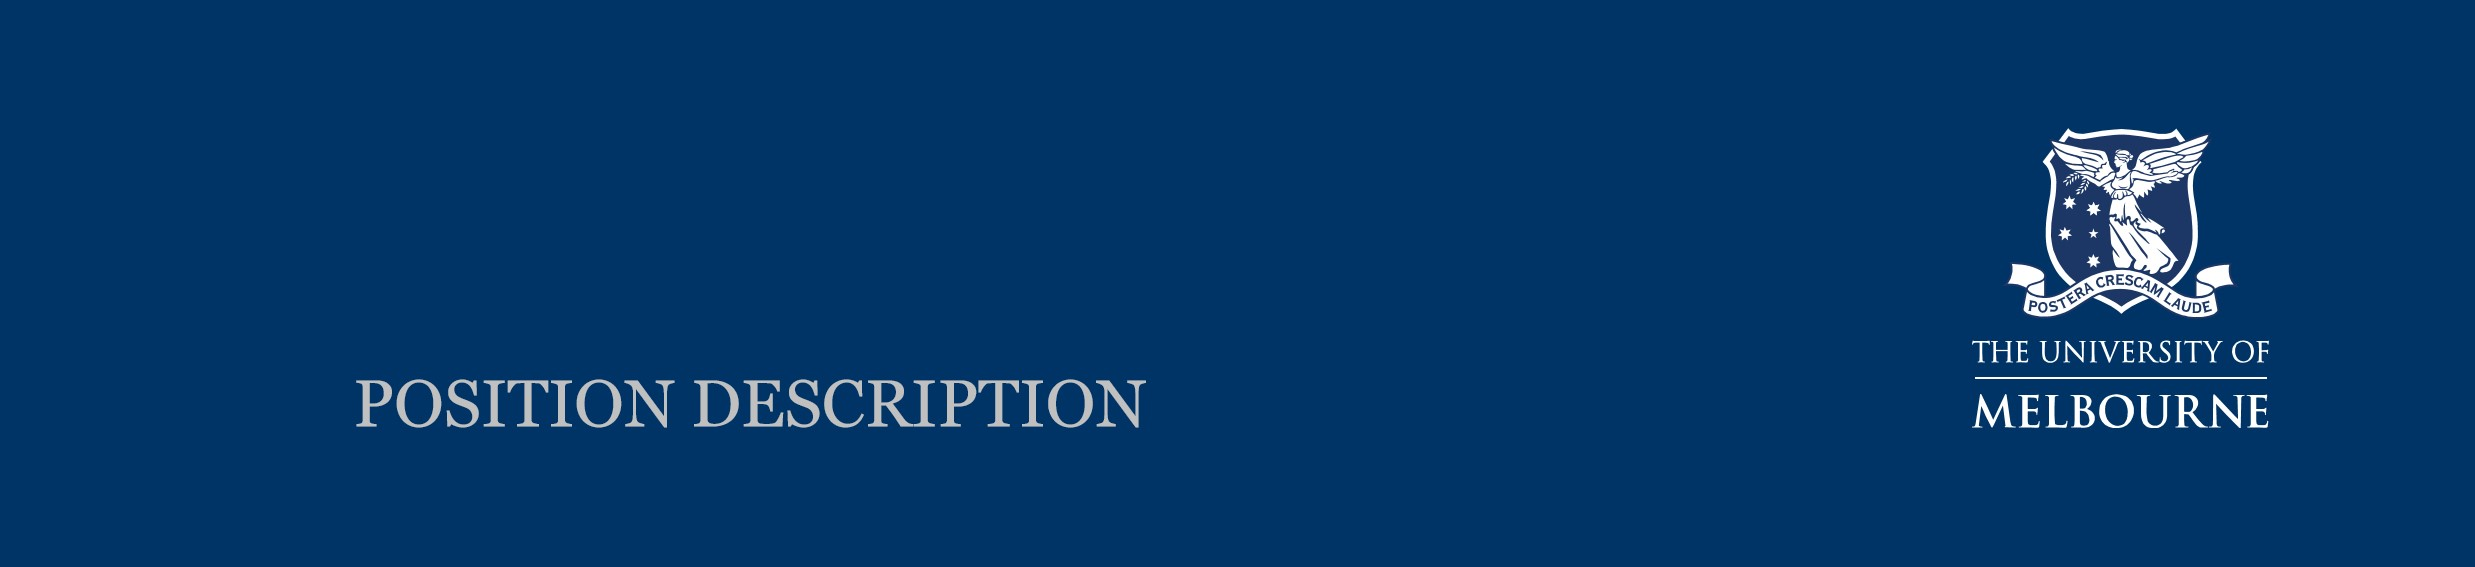 POSITION DESCRIPTION
POSTERA CRESCAM LAUDE
THE UNIVERSITY OF
MELBOURNE